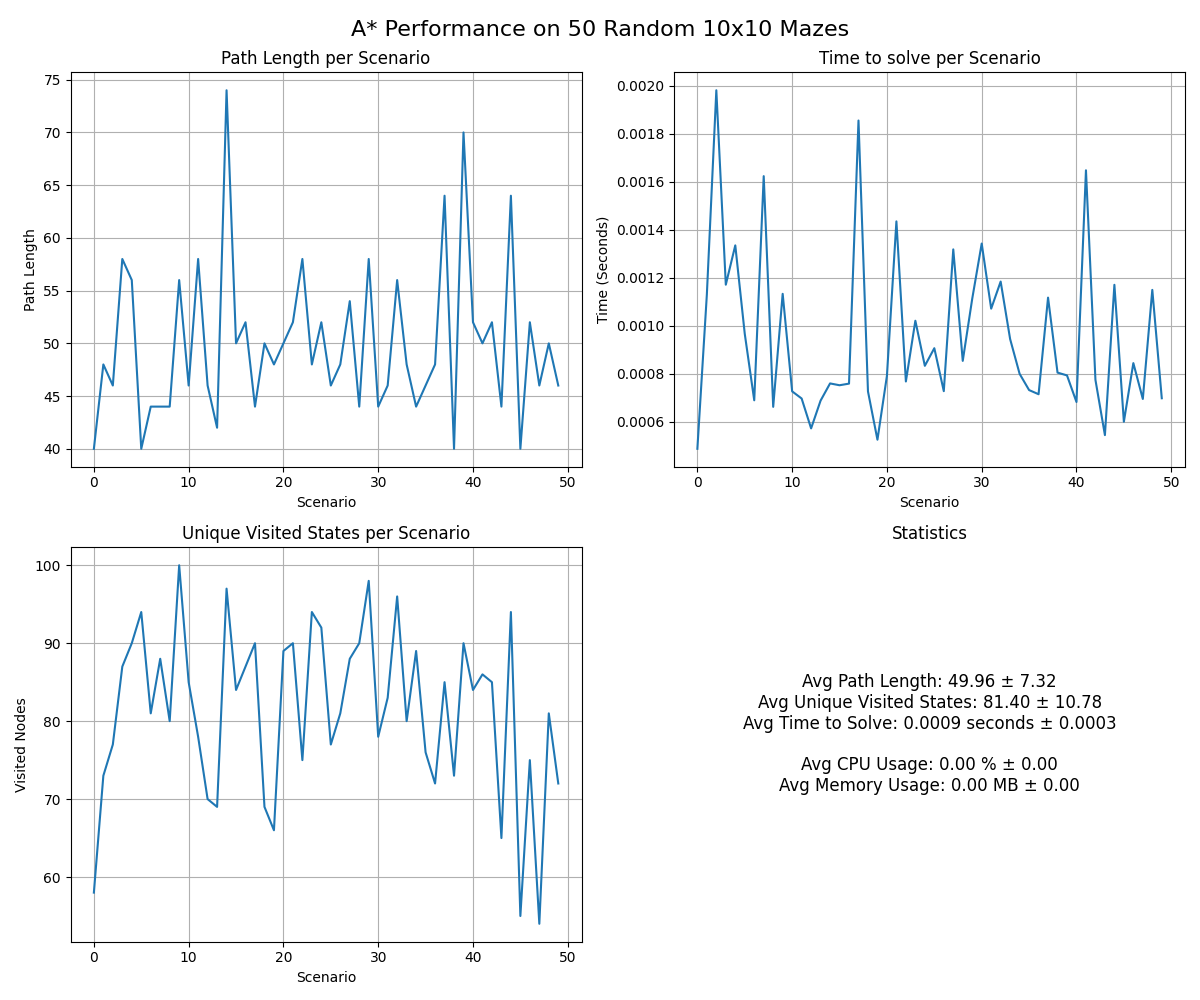 A* Performance on 50 Random 10x10 Mazes
Path Length per Scenario
75
70
65
60
55
50
45
40
Path Length
0 10 20 30 40 50
Scenario
Time to solve per Scenario
0.0020
0.0018
0.0016
0.0014
0.0012
0.0010
0.0008
0.0006
Time (Seconds)
0 10 20 30 40 50
Scenario
Unique Visited States per Scenario
100
90
80
70
60
Visited Nodes
0 10 20 30 40 50
Scenario
Statistics
Avg Path Length: 49.96 ± 7.32
Avg Unique Visited States: 81.40 ± 10.78
Avg Time to Solve: 0.0009 seconds ± 0.0003
Avg CPU Usage: 0.00 % ± 0.00
Avg Memory Usage: 0.00 MB ± 0.00